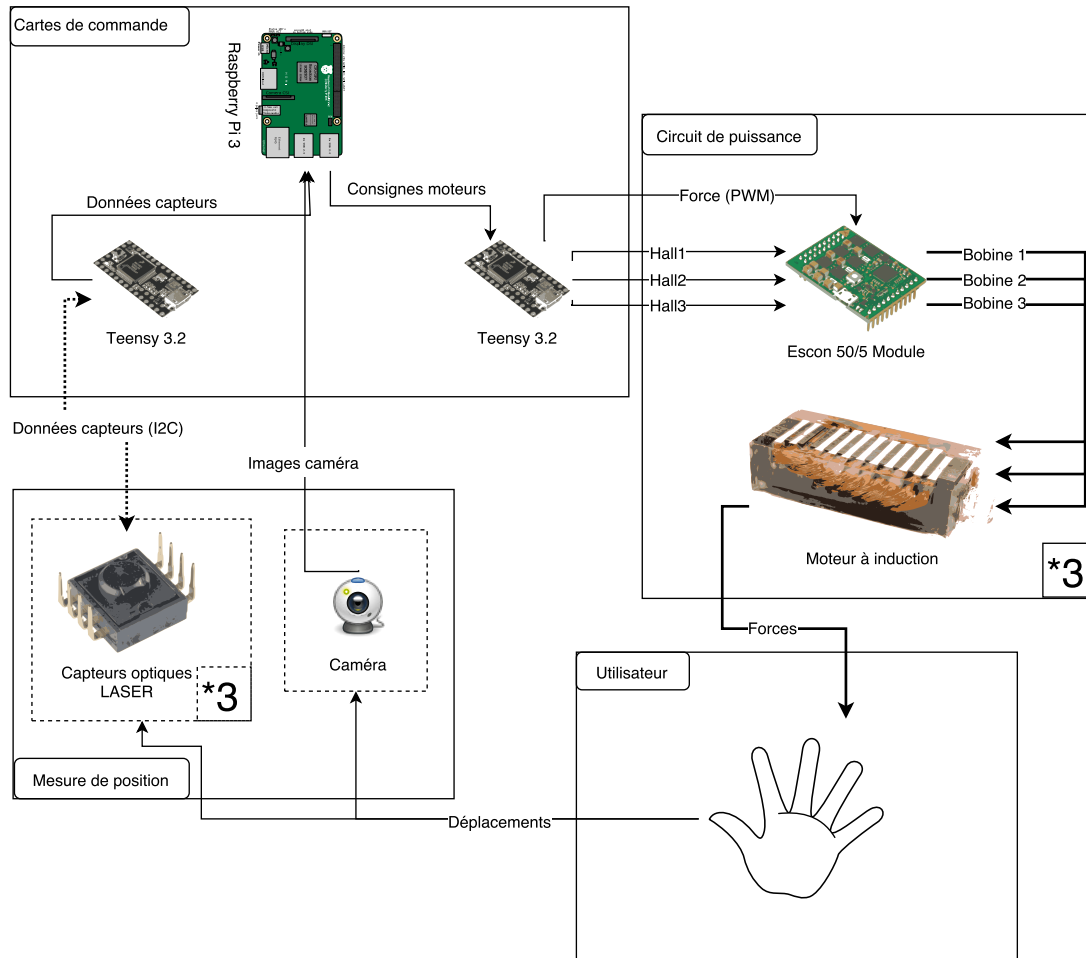 Cartes de commande
Raspberry Pi 3
Données capteurs
Consignes moteurs
Teensy 3.2
Teensy 3.2
Circuit de puissance
Force (PWM)
Hall1
Hall2
Hall3
Bobine 1
Bobine 2
Bobine 3
Escon 50/5 Module
Moteur à induction
*3
Données capteurs (I2C)
Images caméra
Capteurs optiques
LASER
*3
Caméra
Mesure de position
Forces
Utilisateur
Déplacements